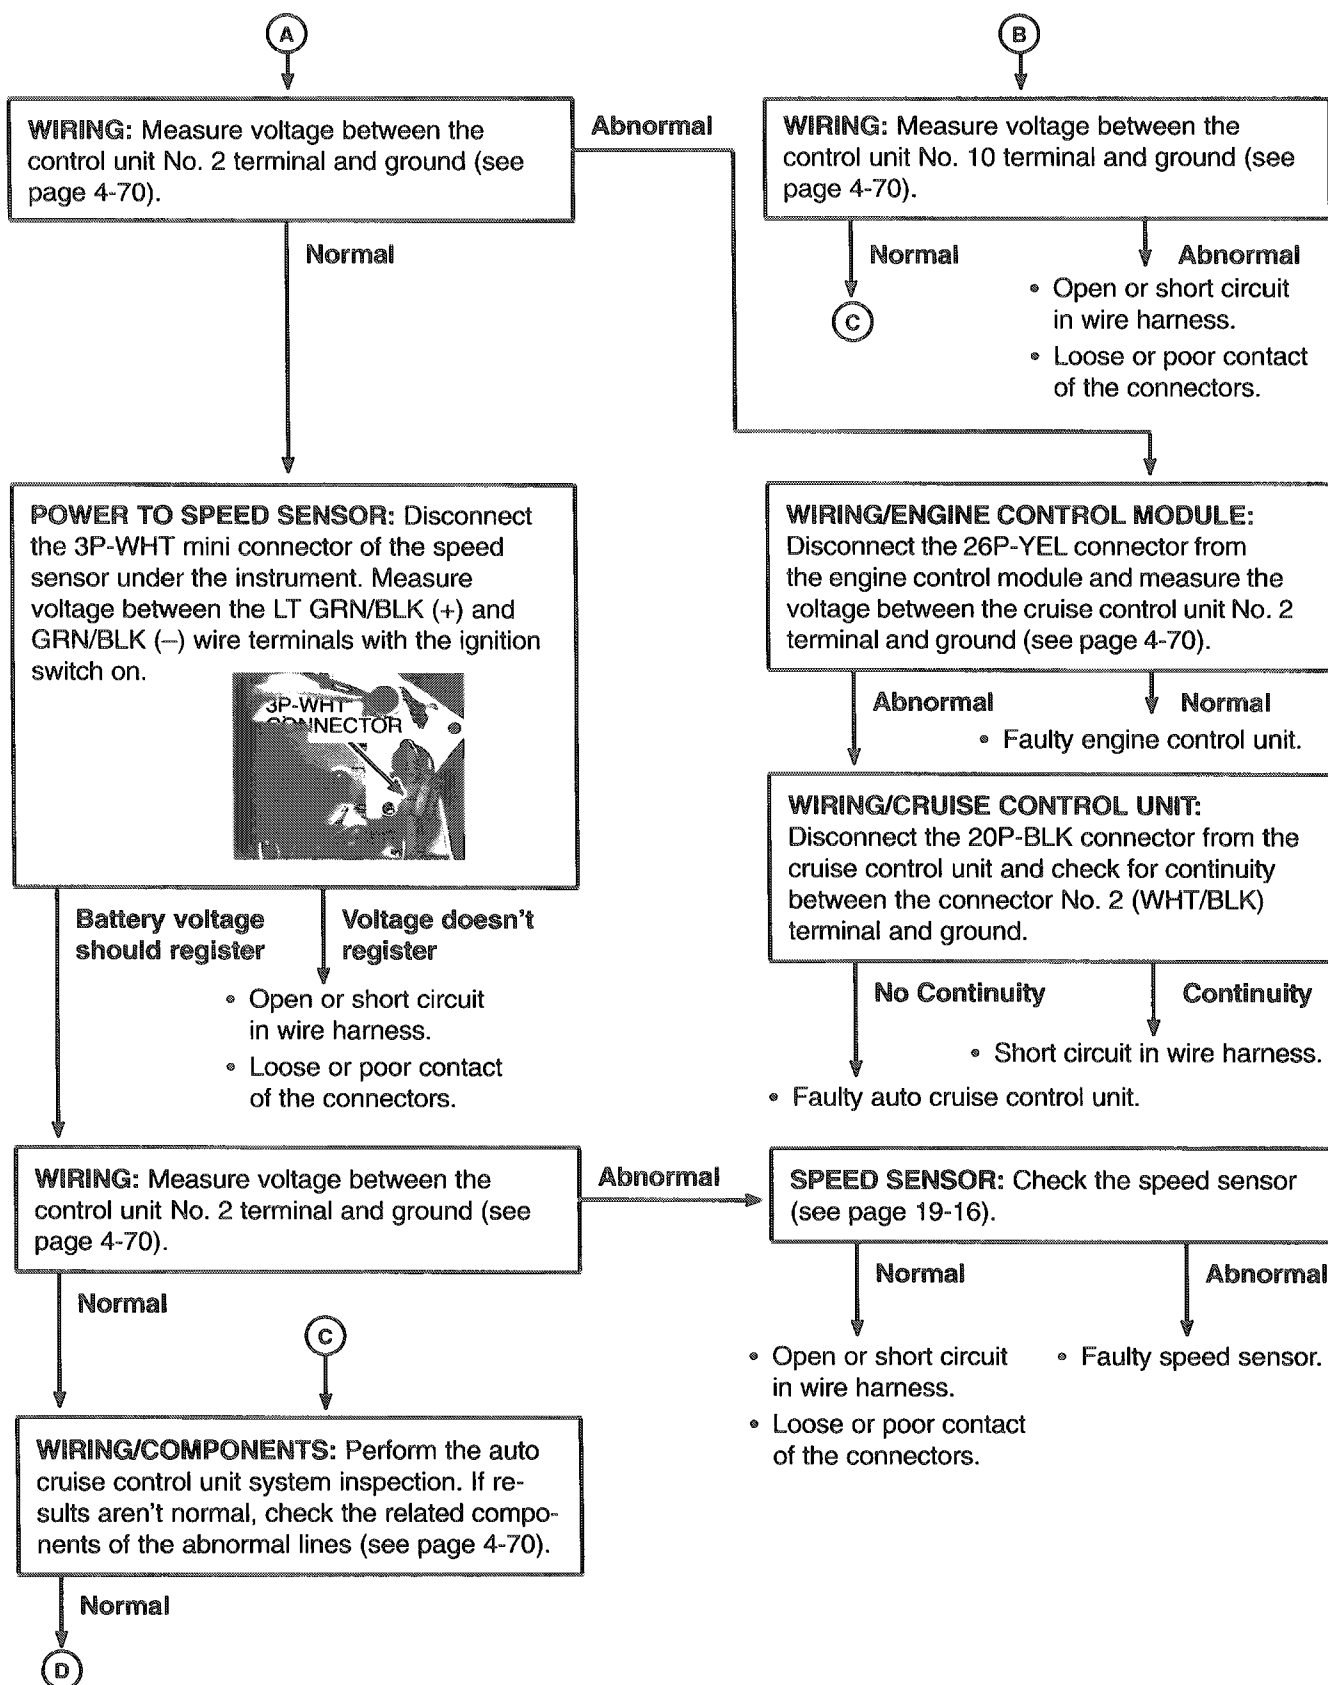 A
WIRING: Measure voltage between the
control unit No. 2 terminal and ground (see
page 4-70).
Abnormal
Normal
B
WIRING: Measure voltage between the
control unit No. 10 terminal and ground (see
page 4-70).
Normal
Abnormal
C
• Open or short circuit
in wire harness.
• Loose or poor contact
of the connectors.
POWER TO SPEED SENSOR: Disconnect
the 3P-WHT mini connector of the speed
sensor under the instrument. Measure
voltage between the LT GRN/BLK (+) and
GRN/BLK (–) wire terminals with the ignition
switch on.
3P-WHT
CONNECTOR
Battery voltage
should register
Voltage doesn't
register
• Open or short circuit
in wire harness.
• Loose or poor contact
of the connectors.
WIRING/ENGINE CONTROL MODULE:
Disconnect the 26P-YEL connector from
the engine control module and measure the
voltage between the cruise control unit No. 2
terminal and ground (see page 4-70).
Abnormal
Normal
• Faulty engine control unit.
WIRING/CRUISE CONTROL UNIT:
Disconnect the 20P-BLK connector from the
cruise control unit and check for continuity
between the connector No. 2 (WHT/BLK)
terminal and ground.
No Continuity
Continuity
• Short circuit in wire harness.
• Faulty auto cruise control unit.
WIRING: Measure voltage between the
control unit No. 2 terminal and ground (see
page 4-70).
Abnormal
Normal
SPEED SENSOR: Check the speed sensor
(see page 19-16).
Normal
Abnormal
• Open or short circuit
in wire harness.
• Loose or poor contact
of the connectors.
• Faulty speed sensor.
C
WIRING/COMPONENTS: Perform the auto
cruise control unit system inspection. If re-
sults aren't normal, check the related compo-
nents of the abnormal lines (see page 4-70).
Normal
D